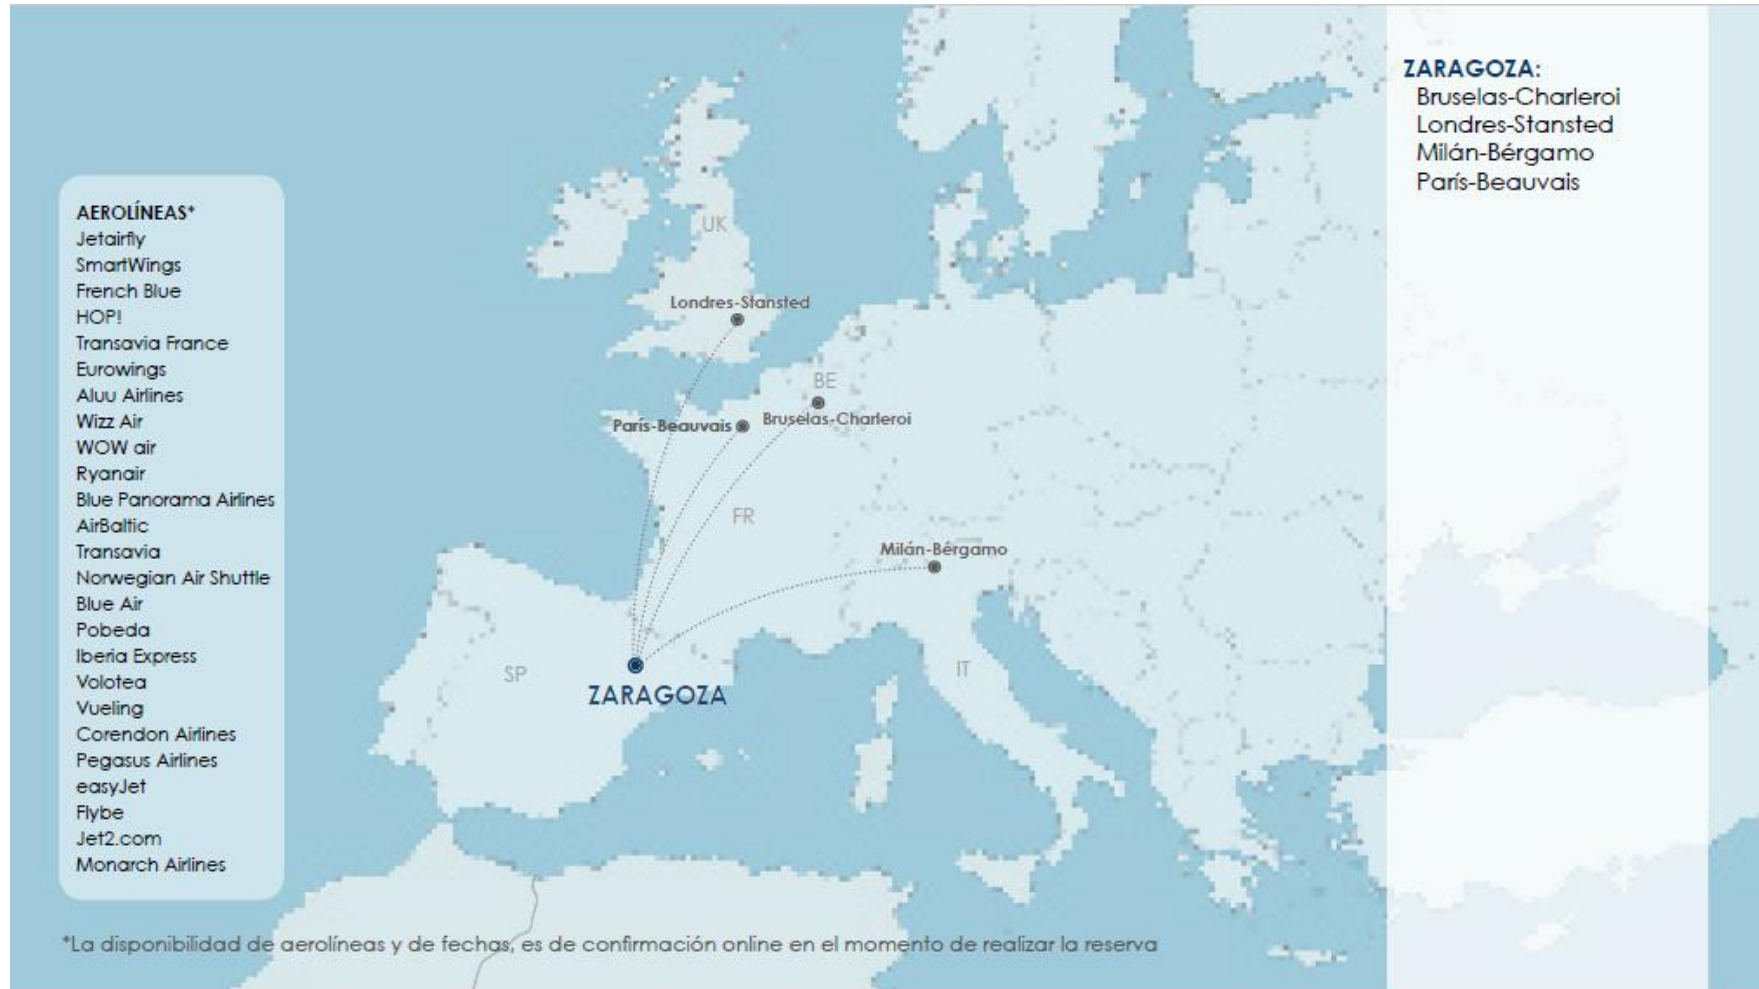 AEROLÍNEAS*
Jetairfly
SmartWings
French Blue
HOP!
Transavia France
Eurowings
Aluu Airlines
Wizz Air
WOW air
Ryanair
Blue Panorama Airlines
AirBaltic
Transavia
Norwegian Air Shuttle
Blue Air
Pobeda
Iberia Express
Volotea
Vueling
Corendon Airlines
Pegasus Airlines
easyJet
Flybe
Jet2.com
Monarch Airlines
UK
Londres-Stansted
BE
Bruselas-Charleroi
París-Beauvais
FR
Milán-Bérgamo
SP
IT
ZARAGOZA
ZARAGOZA:
Bruselas-Charleroi
Londres-Stansted
Milán-Bérgamo
París-Beauvais
*La disponibilidad de aerolíneas y de fechas, es de confirmación online en el momento de realizar la reserva